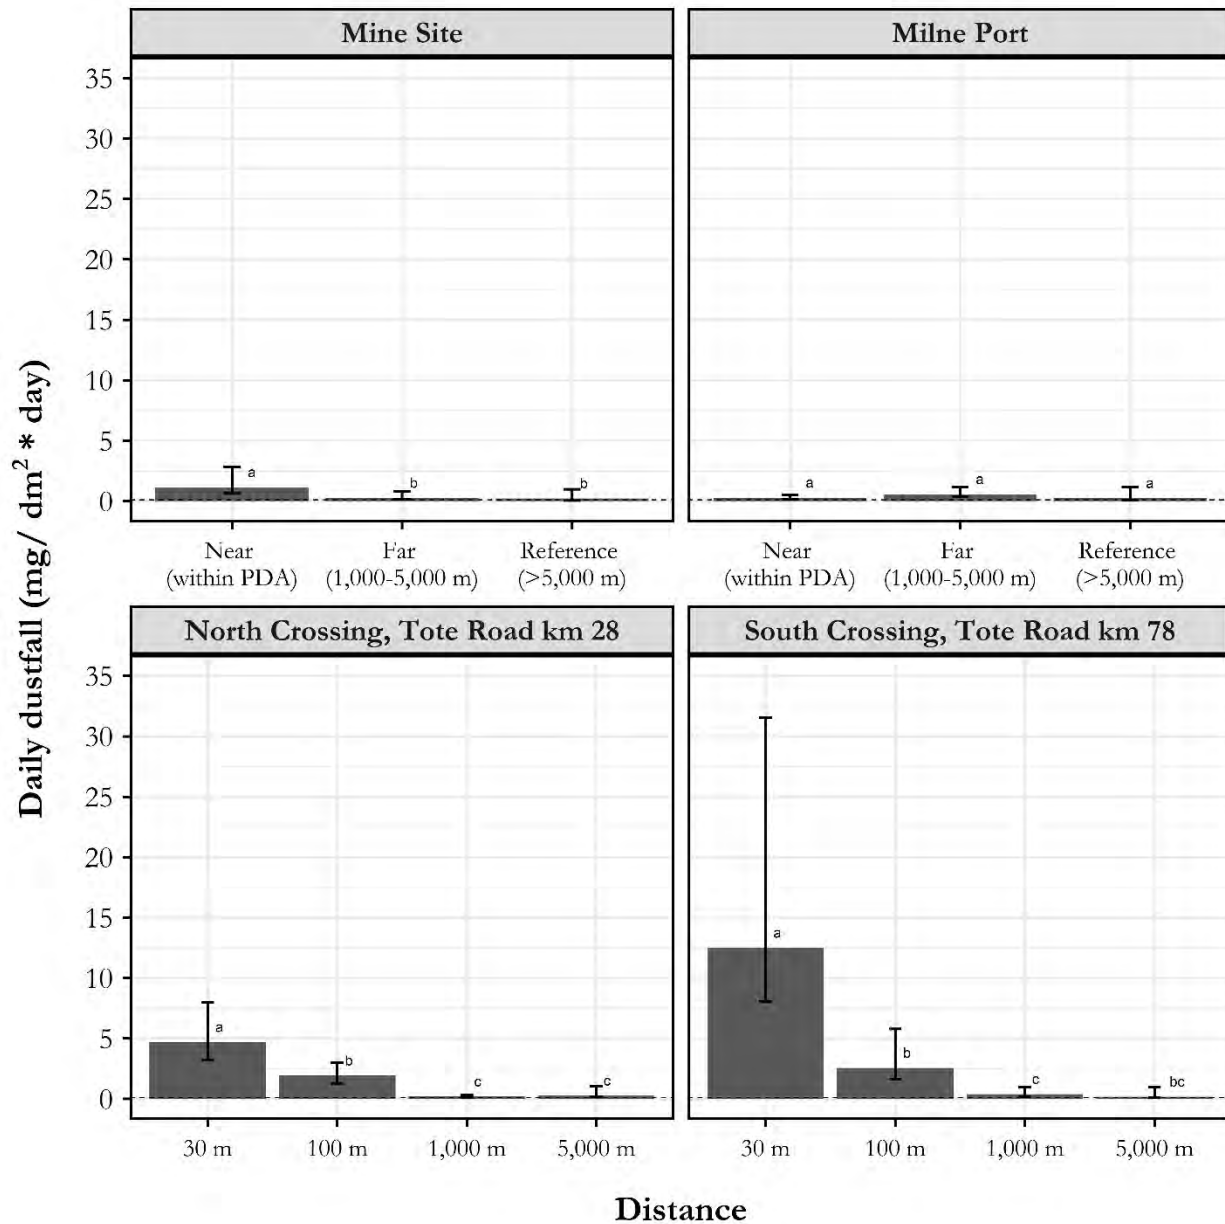 Mine Site
Milne Port
Daily dustfall (mg/ dm² * day)
35
30
25
20
15
10
5
0
a
b
b
a
a
a
Near
(within PDA)
Far
(1,000-5,000 m)
Reference
(>5,000 m)
Near
(within PDA)
Far
(1,000-5,000 m)
Reference
(>5,000 m)
North Crossing, Tote Road km 28
South Crossing, Tote Road km 78
35
30
25
20
15
10
5
0
a
b
c
c
a
b
c
bc
30 m
100 m
1,000 m
5,000 m
30 m
100 m
1,000 m
5,000 m
Distance